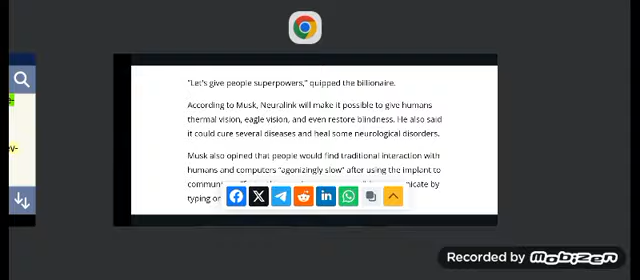 "Let's give people superpowers," quipped the billionaire.
According to Musk, Neuralink will make it possible to give humans
thermal vision, eagle vision, and even restore blindness. He also said
it could cure several diseases and heal some neurological disorders.
Musk also opined that people would find traditional interaction with
humans and computers "agonizingly slow" after using the implant to
typing or
ev-
Recorded by MOBIZEN